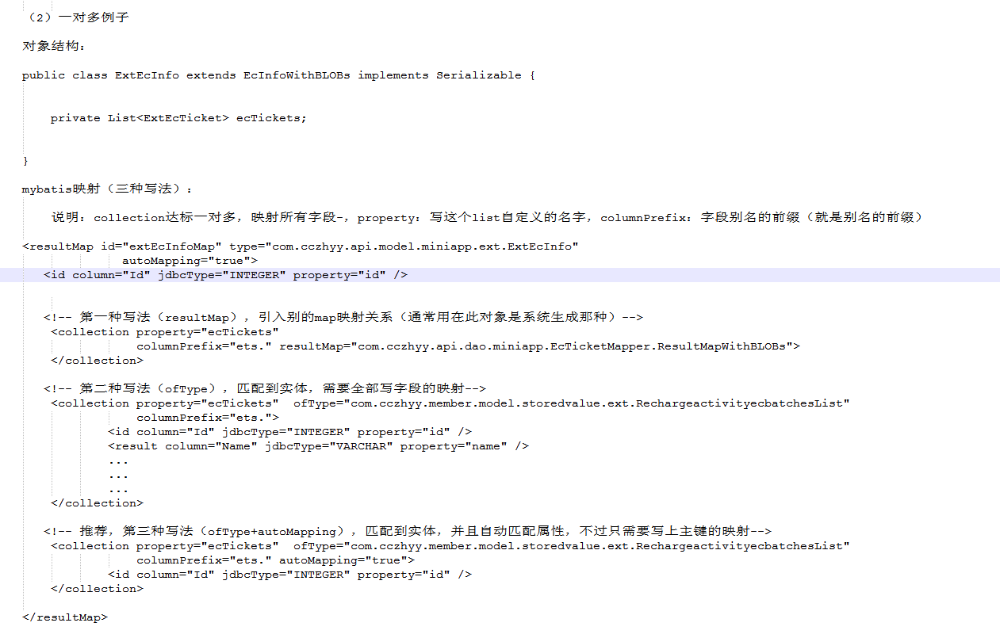 （2）一对多例子
对象结构：
public class ExtEcInfo extends EcInfoWithBLOBs implements Serializable {
private List<ExtEcTicket> ecTickets;
}
mybatis映射（三种写法）：
说明：collection达标一对多，映射所有字段-，property：写这个list自定义的名字，columnPrefix：字段别名的前缀（就是别名的前缀）
<resultMap id="extEcInfoMap" type="com.cczhyy.api.model.miniapp.ext.ExtEcInfo"
autoMapping="true">
<id column="Id" jdbcType="INTEGER" property="id" />
<!-- 第一种写法（resultMap），引入别的map映射关系（通常用在此对象是系统生成那种）-->
<collection property="ecTickets"
columnPrefix="ets." resultMap="com.cczhyy.api.dao.miniapp.EcTicketMapper.ResultMapWithBLOBs">
</collection>
<!-- 第二种写法（ofType），匹配到实体，需要全部写字段的映射-->
<collection property="ecTickets"  ofType="com.cczhyy.member.model.storedvalue.ext.RechargeactivityecbatchesList"
columnPrefix="ets.">
<id column="Id" jdbcType="INTEGER" property="id" />
<result column="Name" jdbcType="VARCHAR" property="name" />
...
...
...
</collection>
<!-- 推荐，第三种写法（ofType+autoMapping），匹配到实体，并且自动匹配属性，不过只需要写上主键的映射-->
<collection property="ecTickets"  ofType="com.cczhyy.member.model.storedvalue.ext.RechargeactivityecbatchesList"
columnPrefix="ets." autoMapping="true">
<id column="Id" jdbcType="INTEGER" property="id" />
</collection>
</resultMap>